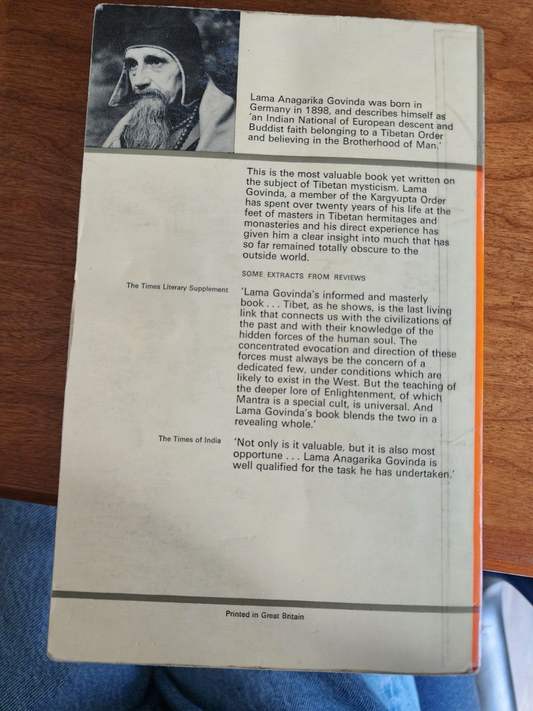 Lama Anagarika Govinda was born in
Germany in 1898, and describes himself as
'an Indian National of European descent and
Buddhist faith belonging to a Tibetan Order
and believing in the Brotherhood of Man.'
This is the most valuable book yet written on
the subject of Tibetan mysticism. Lama
Govinda, a member of the Kargyupta Order
has spent over twenty years of his life at the
feet of masters in Tibetan hermitages and
monasteries and his direct experience has
given him a clear insight into much that has
so far remained totally obscure to the
outside world.
SOME EXTRACTS FROM REVIEWS
The Times Literary Supplement
'Lama Govinda's informed and masterly
book . . . Tibet, as he shows, is the last living
link that connects us with the civilizations of
the past and with their knowledge of the
hidden forces of the human soul. The
concentrated evocation and direction of these
forces must always be the concern of a
dedicated few, under conditions which are
likely to exist in the West. But the teaching of
the deeper lore of Enlightenment, of which
Mantra is a special cult, is universal. And
Lama Govinda's book blends the two in a
revealing whole.'
The Times of India
'Not only is it valuable, but it is also most
opportune . . . Lama Anagarika Govinda is
well qualified for the task he has undertaken.'
Printed in Great Britain